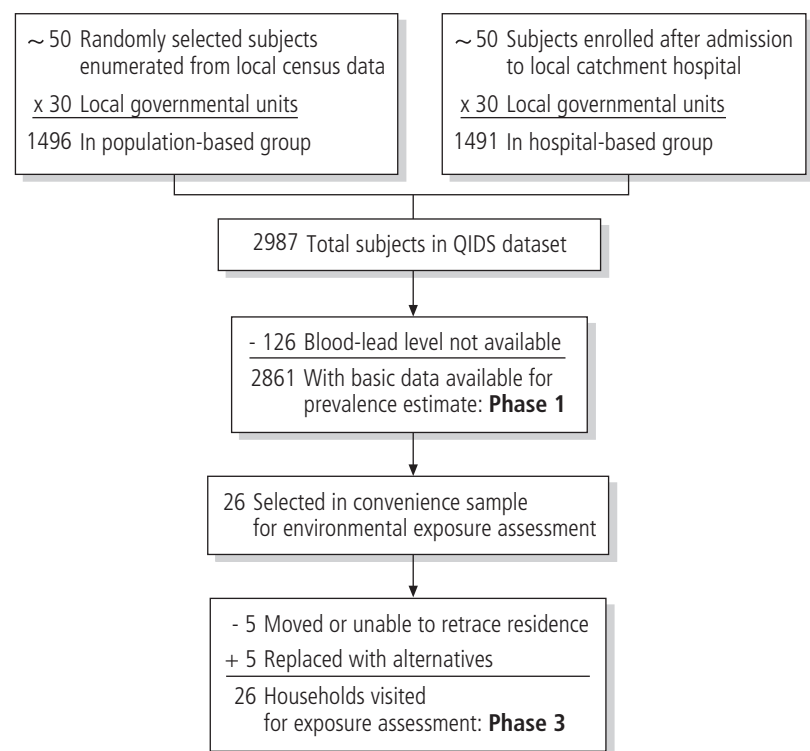 ~ 50 Randomly selected subjects
enumerated from local census data
x 30 Local governmental units
1496 In population-based group
~ 50 Subjects enrolled after admission
to local catchment hospital
x 30 Local governmental units
1491 In hospital-based group
2987 Total subjects in QIDS dataset
- 126 Blood-lead level not available
2861 With basic data available for
prevalence estimate: Phase 1
26 Selected in convenience sample
for environmental exposure assessment
- 5 Moved or unable to retrace residence
+ 5 Replaced with alternatives
26 Households visited
for exposure assessment: Phase 3